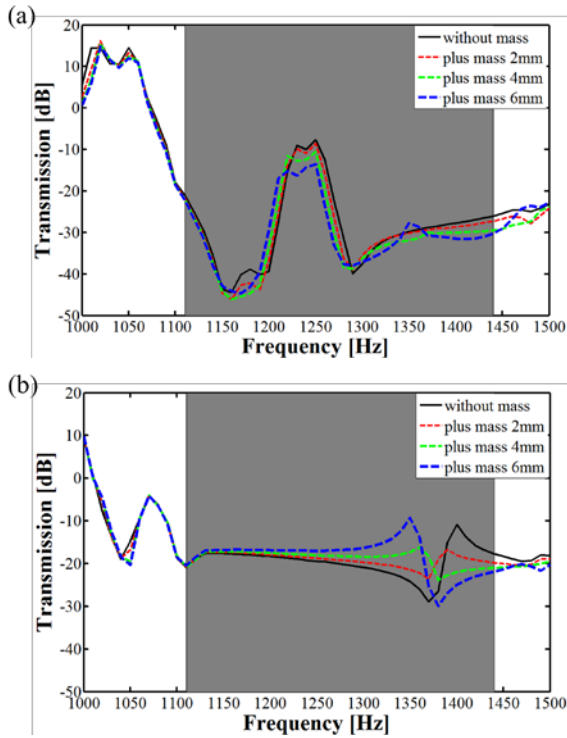 (a)
20
10
0
-10
-20
-30
-40
-50
Transmission [dB]
without mass
plus mass 2mm
plus mass 4mm
plus mass 6mm
1000 1050 1100 1150 1200 1250 1300 1350 1400 1450 1500
Frequency [Hz]
(b)
20
10
0
-10
-20
-30
-40
-50
Transmission [dB]
without mass
plus mass 2mm
plus mass 4mm
plus mass 6mm
1000 1050 1100 1150 1200 1250 1300 1350 1400 1450 1500
Frequency [Hz]